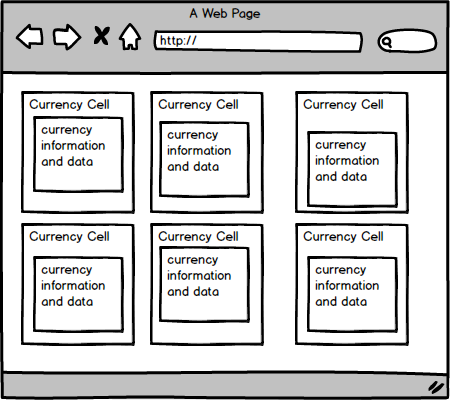 A Web Page
http://
Currency Cell
currency
information
and data
Currency Cell
currency
information
and data
Currency Cell
currency
information
and data
Currency Cell
currency
information
and data
Currency Cell
currency
information
and data
Currency Cell
currency
information
and data